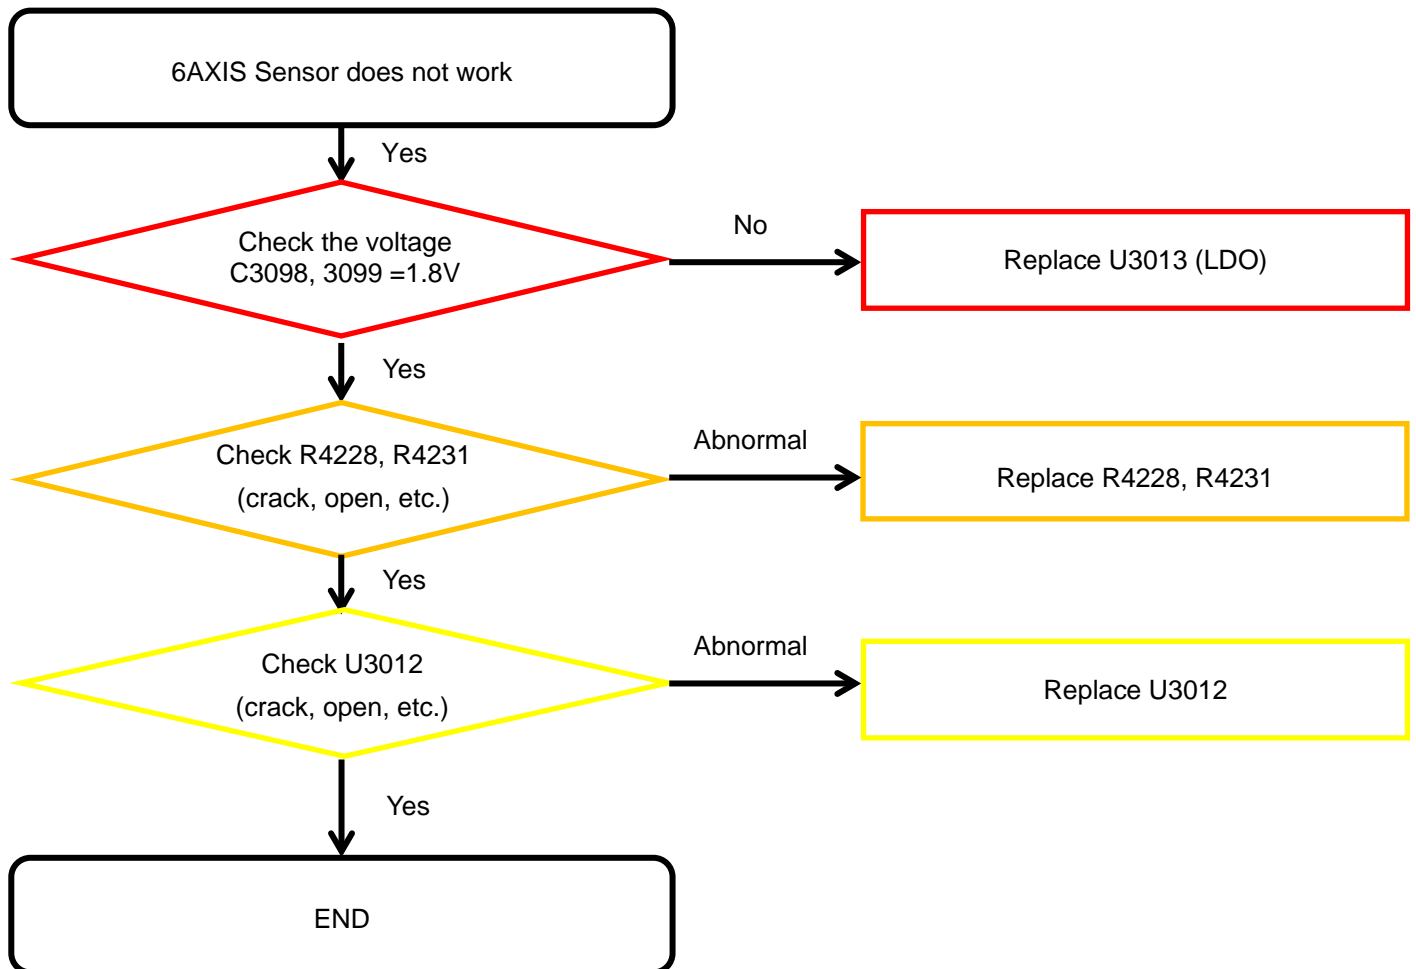 6AXIS Sensor does not work
Yes
Check the voltage
C3098, 3099 =1.8V
No
Replace U3013 (LDO)
Yes
Check R4228, R4231
(crack, open, etc.)
Abnormal
Replace R4228, R4231
Yes
Check U3012
(crack, open, etc.)
Abnormal
Replace U3012
Yes
END